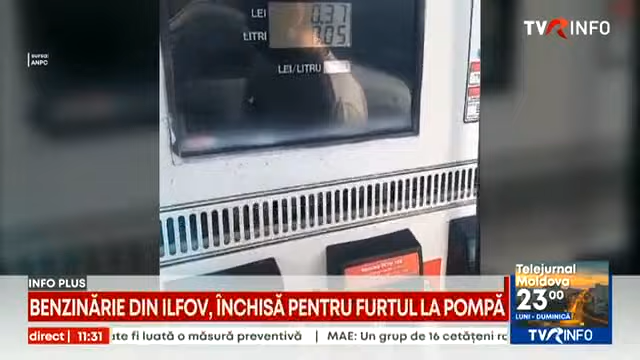 LEI 0.37
LITRI 0.05
LEI/LITRU
TVR INFO
sursa:
ANPC
INFO PLUS
BENZINĂRIE DIN ILFOV, ÎNCHISĂ PENTRU FURTUL LA POMPĂ
direct | 11:31
ate fi luată o măsură preventivă | MAE: Un grup de 16 cetățeni ro
Telejurnal
Moldova
23:00
LUNI - DUMINICĂ
TVR INFO